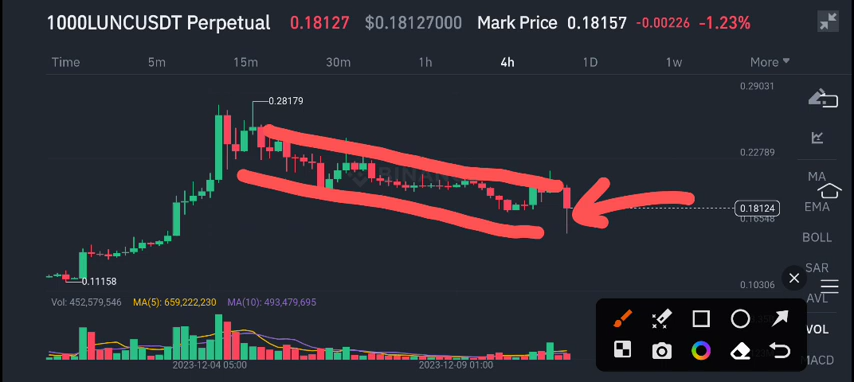 1000LUNCUSDT Perpetual 0.18127 $0.18127000 Mark Price 0.18157 -0.00226 -1.23%
Time 5m 15m 30m 1h 4h 1D 1w More
0.29031
0.28179
0.22789
BINAN
MA
0.18124
EMA
0.16548
BOLL
SAR
0.11158
0.10306
AVL
Vol: 452,579,546 MA(5): 659,222,230 MA(10): 493,479,695
VOL
MACD
2023-12-04 05:00 2023-12-09 01:00